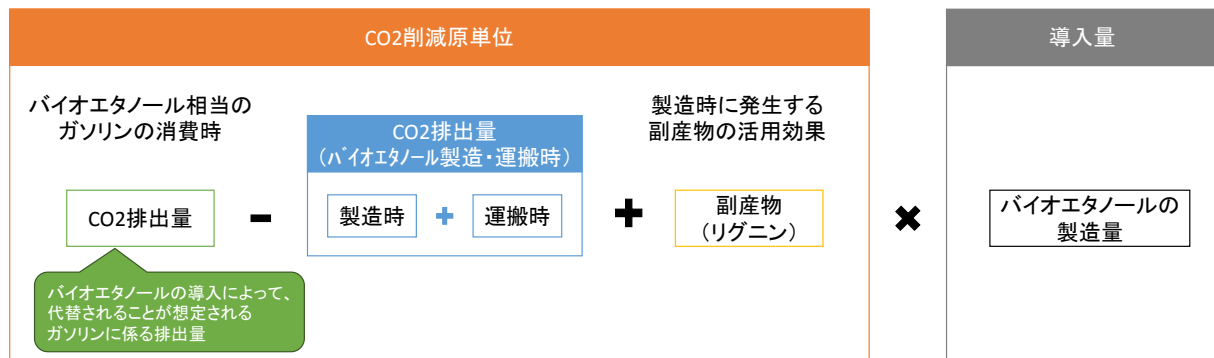 CO2削減原単位
導入量
バイオエタノール相当の
ガソリンの消費時
製造時に発生する
副産物の活用効果
CO2排出量
（ﾊﾞｲｵｴﾀﾉｰﾙ製造・運搬時）
CO2排出量
－
製造時
＋
運搬時
＋
副産物
（リグニン）
×
バイオエタノールの
製造量
バイオエタノールの導入によって、
代替されることが想定される
ガソリンに係る排出量